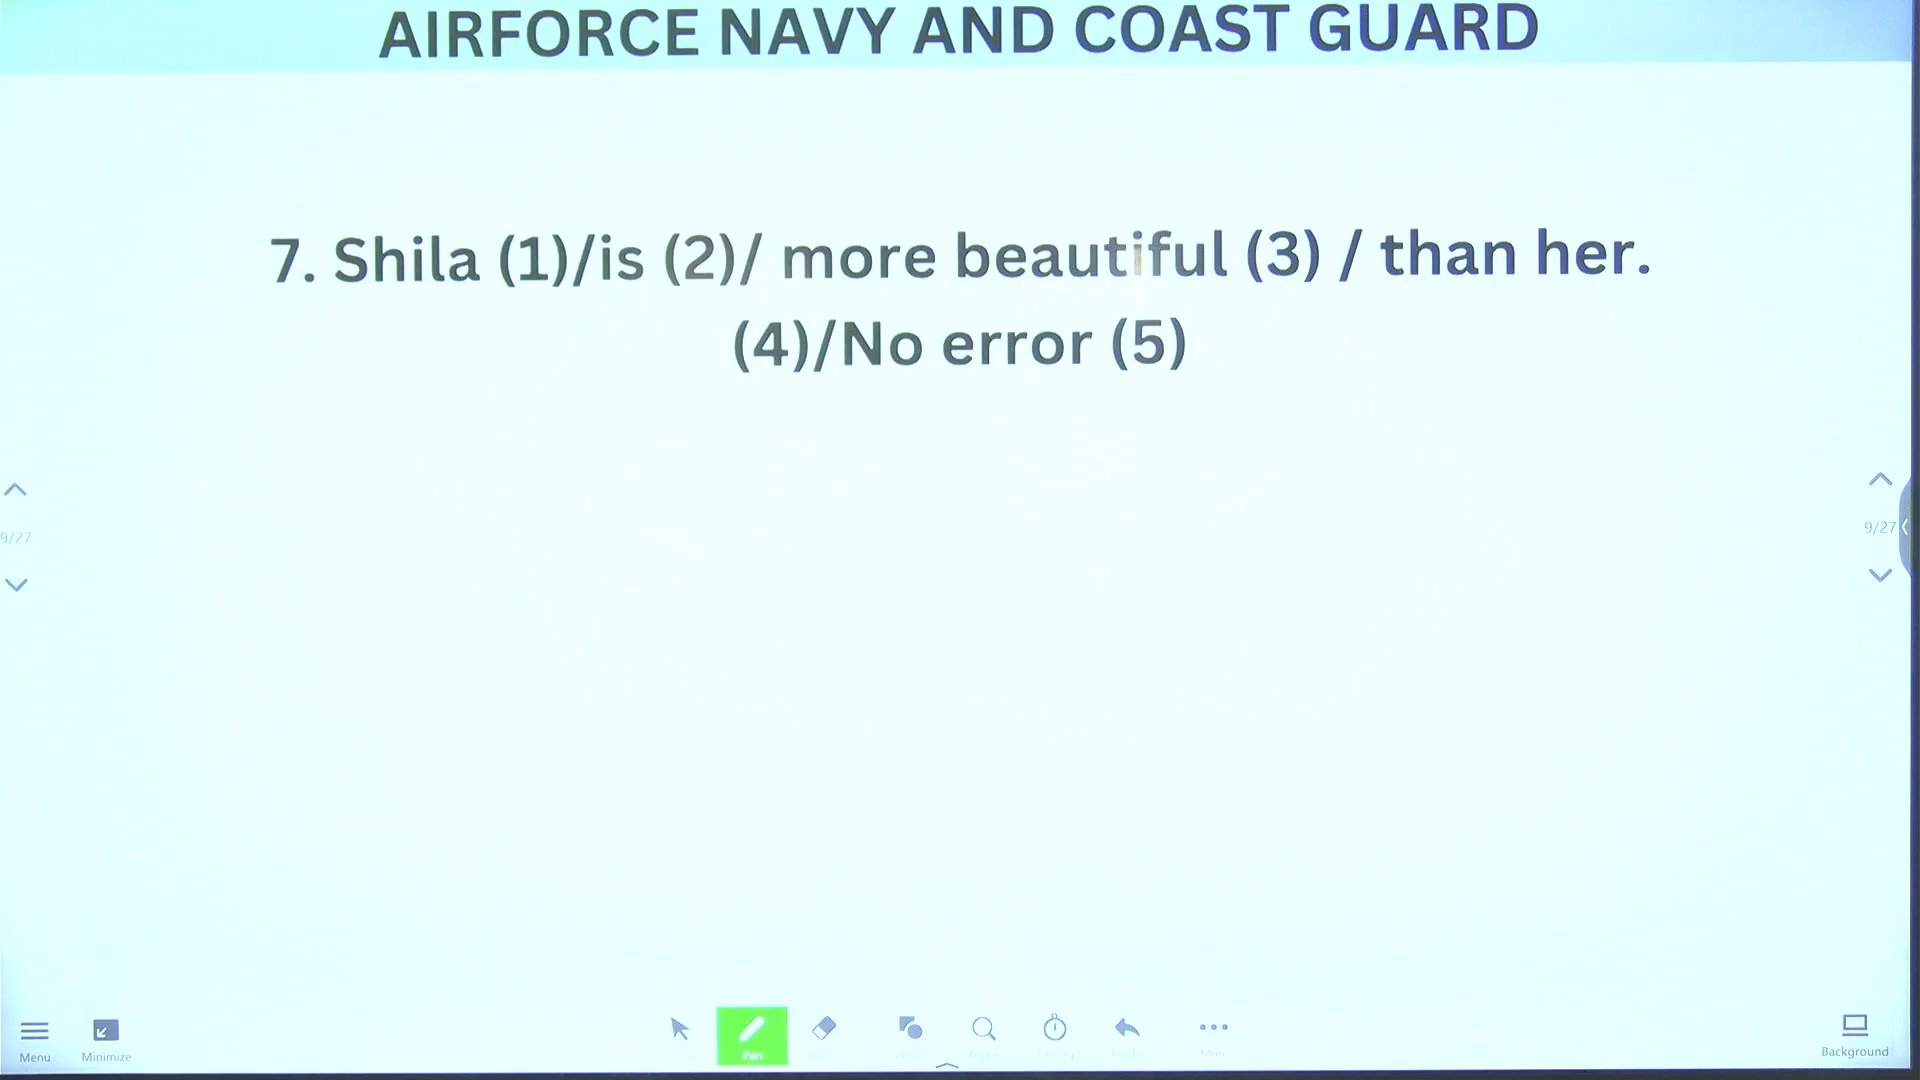 AIRFORCE NAVY AND COAST GUARD
7. Shila (1)/is (2)/ more beautiful (3) / than her.
(4)/No error (5)
9/27
9/27
Menu
Minimize
Pen
Background